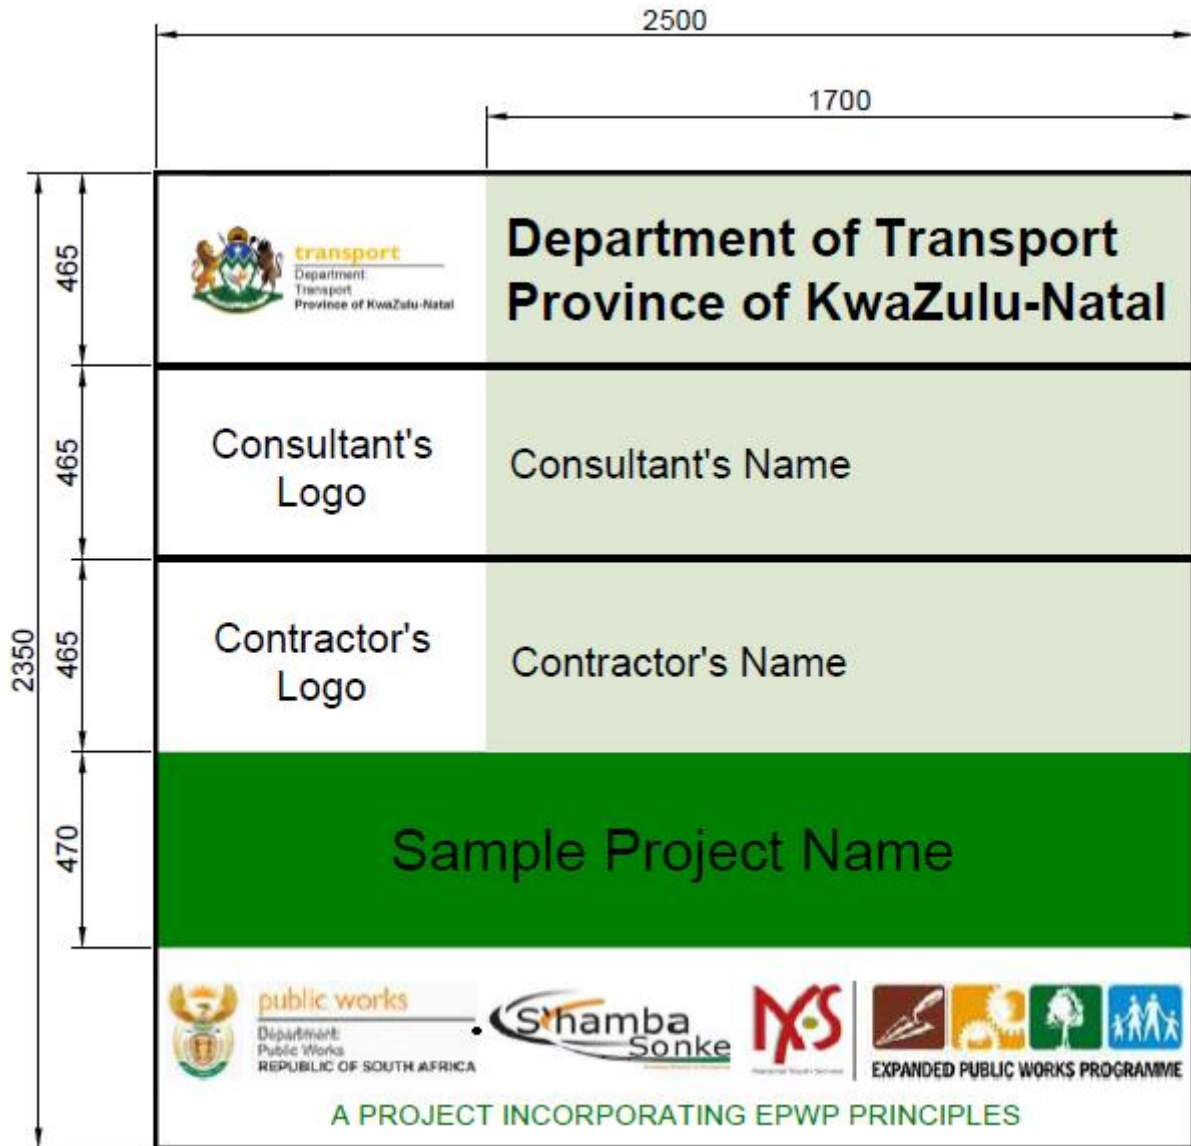 2500
1700
2350
465
transport
Department:
Transport
Province of KwaZulu-Natal
Department of Transport
Province of KwaZulu-Natal
465
Consultant's
Logo
Consultant's Name
465
Contractor's
Logo
Contractor's Name
470
Sample Project Name
public works
Department:
Public Works
REPUBLIC OF SOUTH AFRICA
S'hamba
Sonke
NYS
EXPANDED PUBLIC WORKS PROGRAMME
A PROJECT INCORPORATING EPWP PRINCIPLES